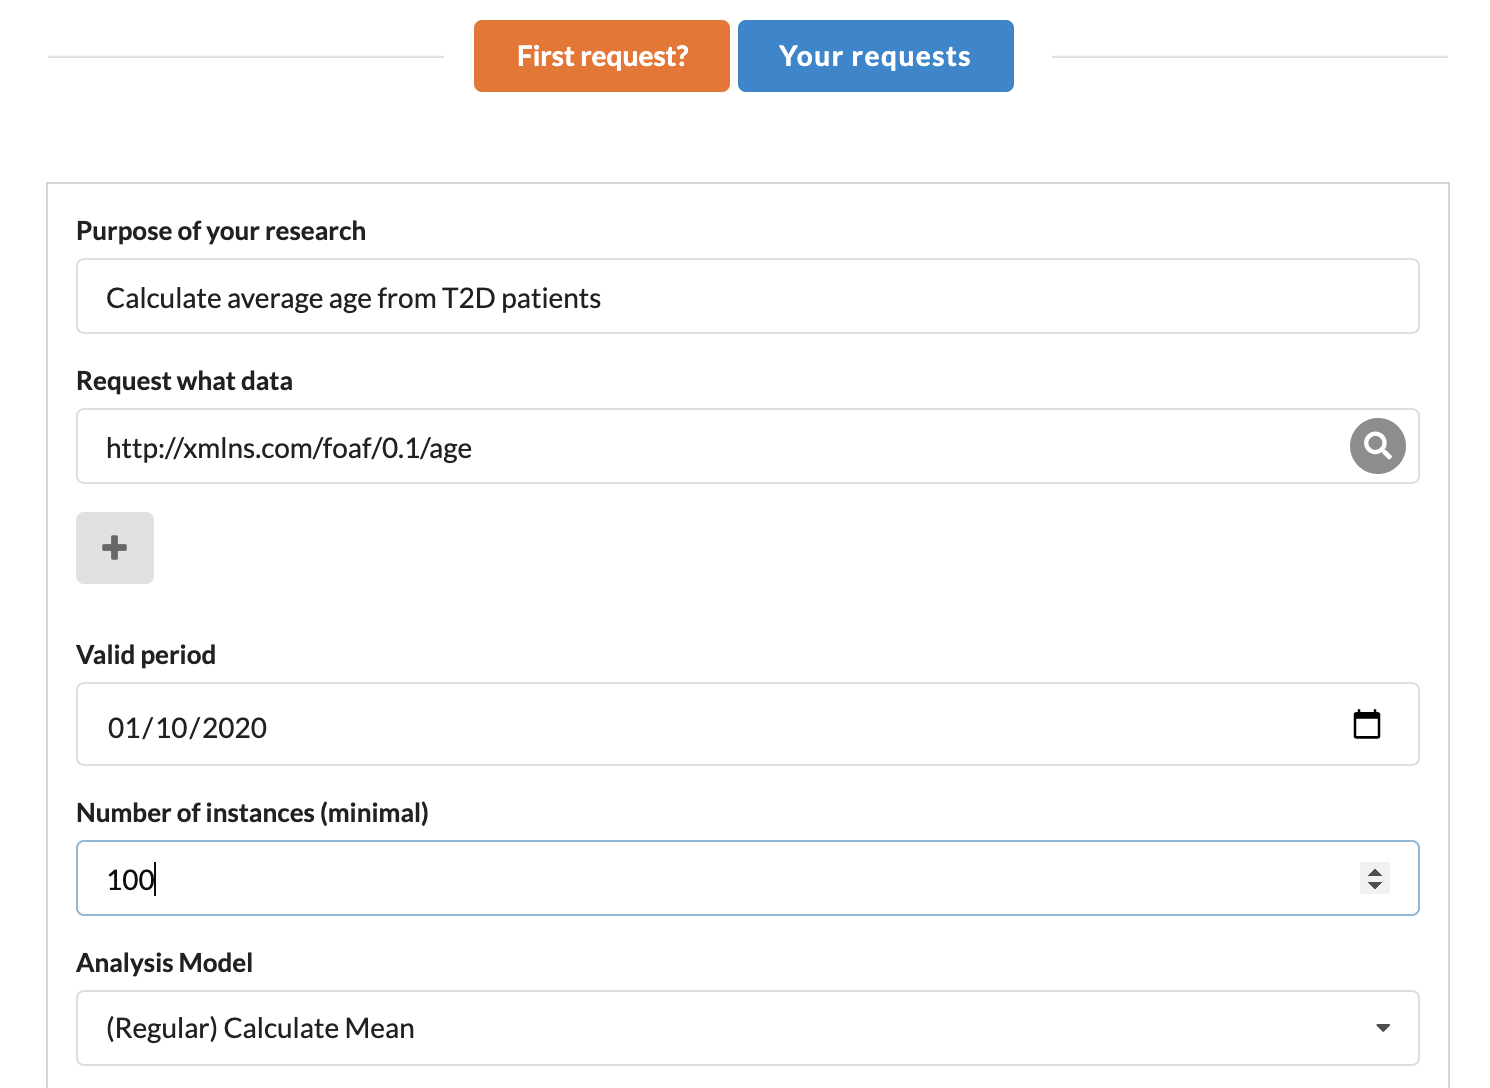 First request?
Your requests
Purpose of your research
Calculate average age from T2D patients
Request what data
http://xmlns.com/foaf/0.1/age
Valid period
01/10/2020
Number of instances (minimal)
100
Analysis Model
(Regular) Calculate Mean